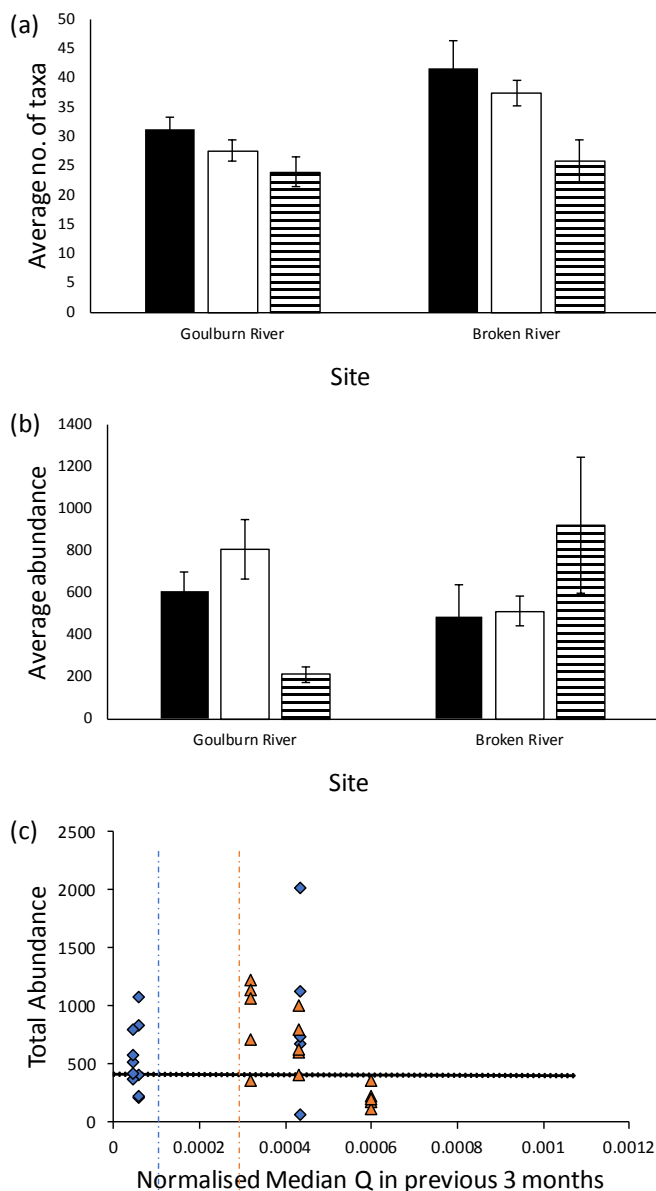 (a)
50
45
40
35
30
25
20
15
10
5
0
Average no. of taxa
Goulburn River Broken River
Site
(b)
1400
1200
1000
800
600
400
200
0
Average abundance
Goulburn River Broken River
Site
(c)
2500
2000
1500
1000
500
0
Total Abundance
0 0.0002 0.0004 0.0006 0.0008 0.001 0.0012
Normalised Median Q in previous 3 months